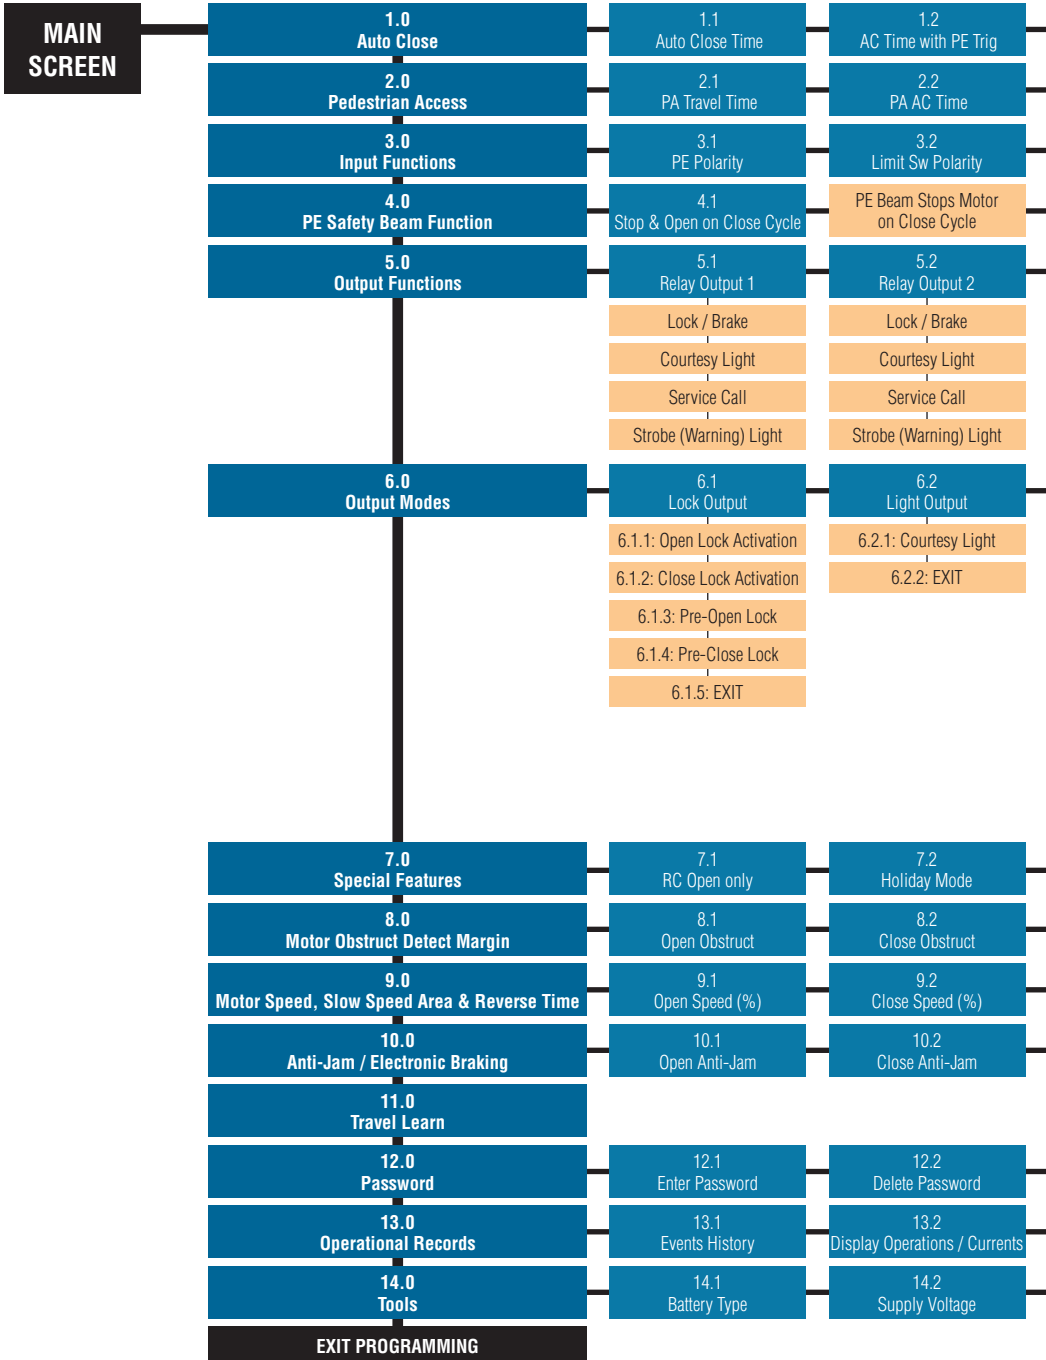 MAIN
SCREEN
1.0
Auto Close
1.1
Auto Close Time
1.2
AC Time with PE Trig
2.0
Pedestrian Access
2.1
PA Travel Time
2.2
PA AC Time
3.0
Input Functions
3.1
PE Polarity
3.2
Limit Sw Polarity
4.0
PE Safety Beam Function
4.1
Stop & Open on Close Cycle
PE Beam Stops Motor
on Close Cycle
5.0
Output Functions
5.1
Relay Output 1
5.2
Relay Output 2
Lock / Brake
Lock / Brake
Courtesy Light
Courtesy Light
Service Call
Service Call
Strobe (Warning) Light
Strobe (Warning) Light
6.0
Output Modes
6.1
Lock Output
6.2
Light Output
6.1.1: Open Lock Activation
6.2.1: Courtesy Light
6.1.2: Close Lock Activation
6.2.2: EXIT
6.1.3: Pre-Open Lock
6.1.4: Pre-Close Lock
6.1.5: EXIT
7.0
Special Features
7.1
RC Open only
7.2
Holiday Mode
8.0
Motor Obstruct Detect Margin
8.1
Open Obstruct
8.2
Close Obstruct
9.0
Motor Speed, Slow Speed Area & Reverse Time
9.1
Open Speed (%)
9.2
Close Speed (%)
10.0
Anti-Jam / Electronic Braking
10.1
Open Anti-Jam
10.2
Close Anti-Jam
11.0
Travel Learn
12.0
Password
12.1
Enter Password
12.2
Delete Password
13.0
Operational Records
13.1
Events History
13.2
Display Operations / Currents
14.0
Tools
14.1
Battery Type
14.2
Supply Voltage
EXIT PROGRAMMING